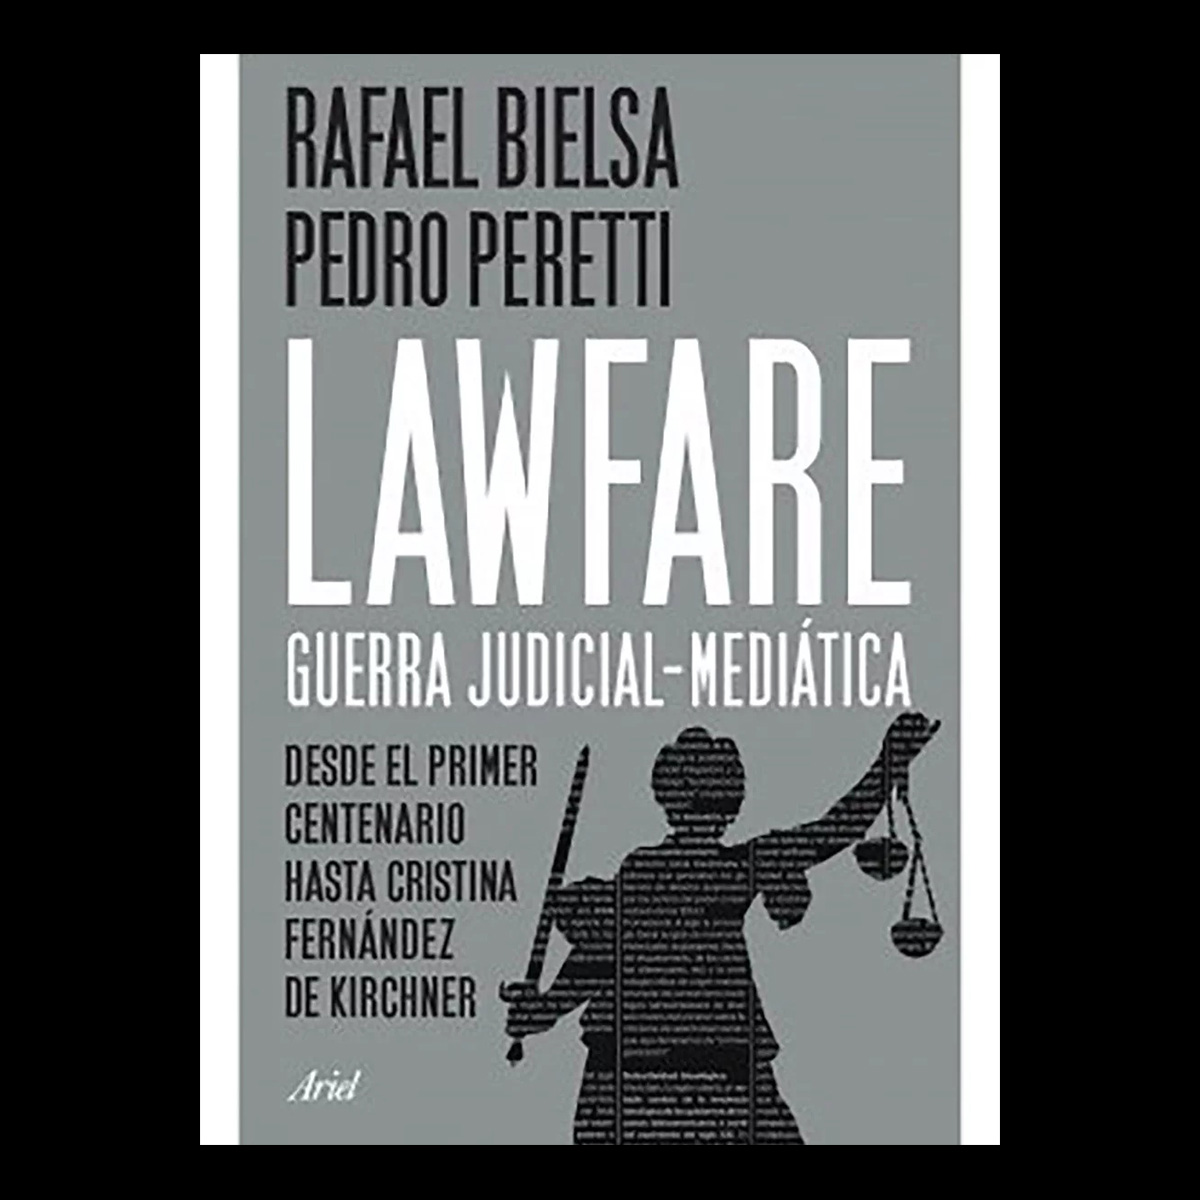 RAFAEL BIELSA
PEDRO PERETTI
LAWFARE
GUERRA JUDICIAL-MEDIÁTICA
DESDE EL PRIMER
CENTENARIO
HASTA CRISTINA
FERNÁNDEZ
DE KIRCHNER
Ariel